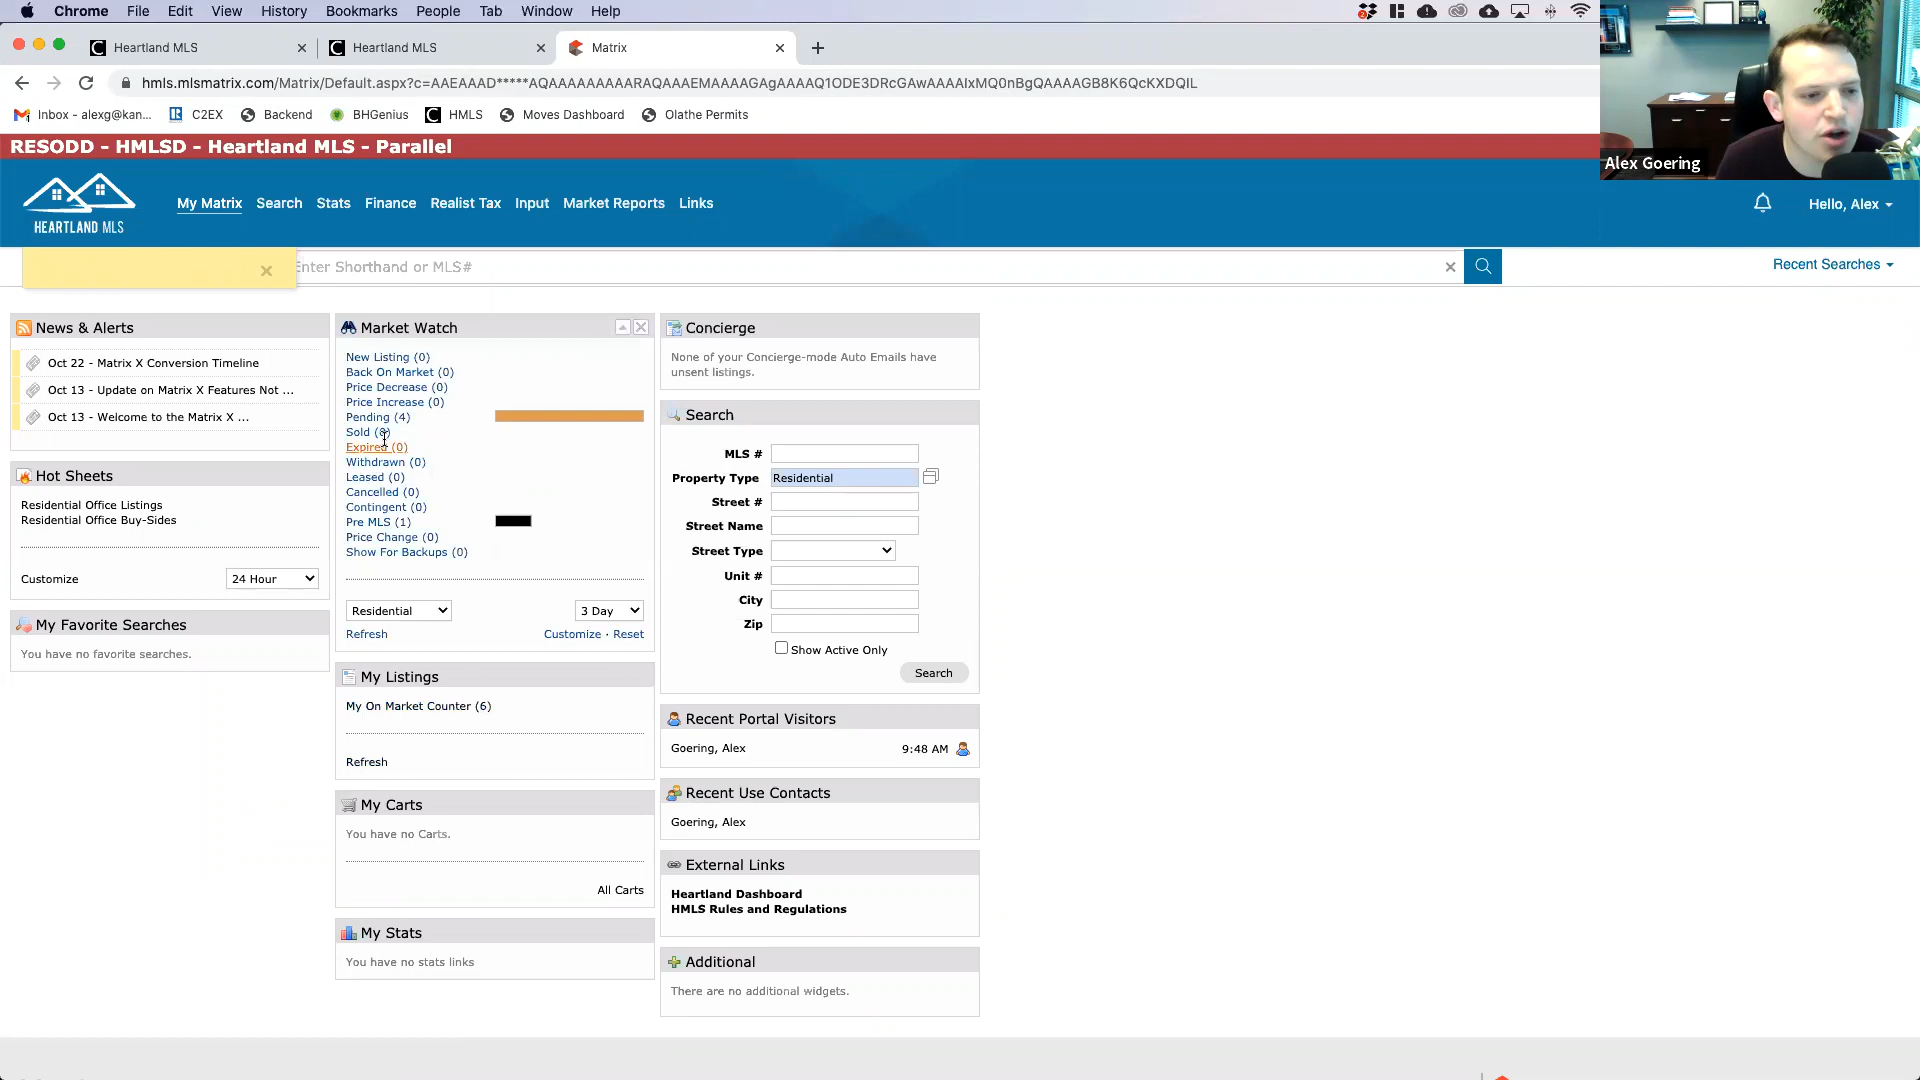 Chrome File Edit View History Bookmarks People Tab Window Help
Heartland MLS
Heartland MLS
Matrix
hmls.mlsmatrix.com/Matrix/Default.aspx?c=AAEAAAD*****AQAAAAAAAAARAQAAAEMAAAAGAgAAAAQ1ODE3DRcGAwAAAAIxMQ0nBgQAAAAGB8K6QcKXDQIL
Inbox - alexg@kan...
C2EX
Backend
BHGenius
HMLS
Moves Dashboard
Olathe Permits
RESODD - HMLSD - Heartland MLS - Parallel
Alex Goering
HEARTLAND MLS
My Matrix Search Stats Finance Realist Tax Input Market Reports Links
Hello, Alex
Enter Shorthand or MLS#
Recent Searches
News & Alerts
Oct 22 - Matrix X Conversion Timeline
Oct 13 - Update on Matrix X Features Not ...
Oct 13 - Welcome to the Matrix X ...
Hot Sheets
Residential Office Listings
Residential Office Buy-Sides
Customize
24 Hour
My Favorite Searches
You have no favorite searches.
Market Watch
New Listing (0)
Back On Market (0)
Price Decrease (0)
Price Increase (0)
Pending (4)
Sold
Expired (0)
Withdrawn (0)
Leased (0)
Cancelled (0)
Contingent (0)
Pre MLS (1)
Price Change (0)
Show For Backups (0)
Residential
3 Day
Refresh
Customize · Reset
My Listings
My On Market Counter (6)
Refresh
My Carts
You have no Carts.
All Carts
My Stats
You have no stats links
Concierge
None of your Concierge-mode Auto Emails have
unsent listings.
Search
MLS #
Property Type
Residential
Street #
Street Name
Street Type
Unit #
City
Zip
Show Active Only
Search
Recent Portal Visitors
Goering, Alex
9:48 AM
Recent Use Contacts
Goering, Alex
External Links
Heartland Dashboard
HMLS Rules and Regulations
Additional
There are no additional widgets.